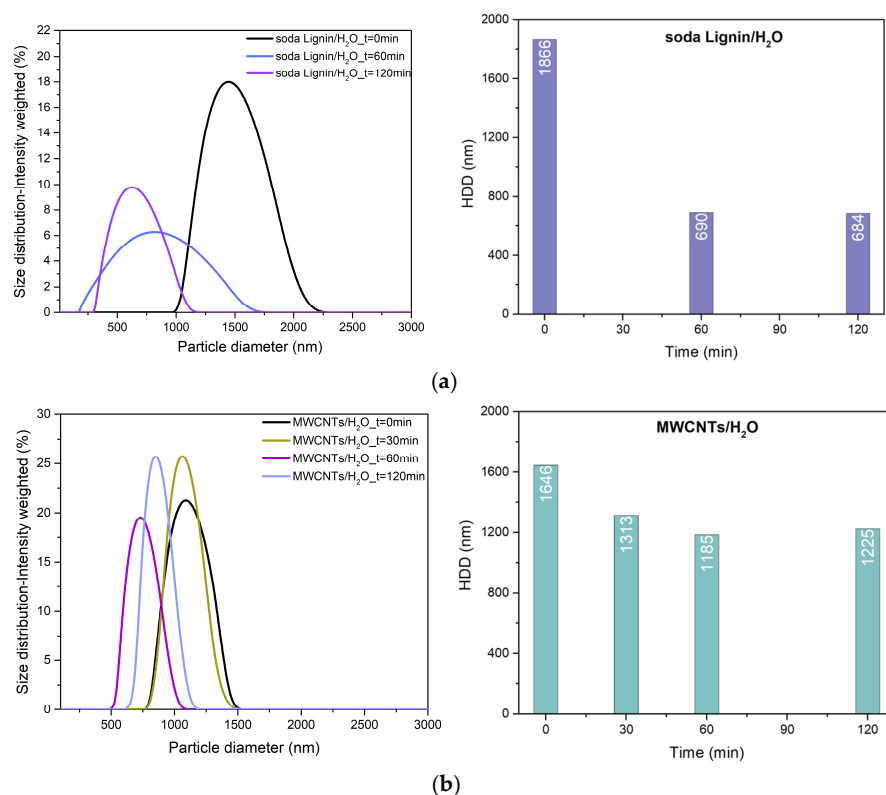 soda Lignin/H₂O_t=0min
soda Lignin/H₂O_t=60min
soda Lignin/H₂O_t=120min
Size distribution-Intensity weighted (%)
22
20
18
16
14
12
10
8
6
4
2
0
500 1000 1500 2000 2500 3000
Particle diameter (nm)
soda Lignin/H₂O
HDD (nm)
2000
1800
1600
1200
800
400
0
1866
690
684
0 30 60 90 120
Time (min)
(a)
MWCNTs/H₂O_t=0min
MWCNTs/H₂O_t=30min
MWCNTs/H₂O_t=60min
MWCNTs/H₂O_t=120min
Size distribution-Intensity weighted (%)
30
25
20
15
10
5
0
500 1000 1500 2000 2500 3000
Particle diameter (nm)
MWCNTs/H₂O
HDD (nm)
2000
1600
1200
800
400
0
1646
1313
1185
1225
0 30 60 90 120
Time (min)
(b)